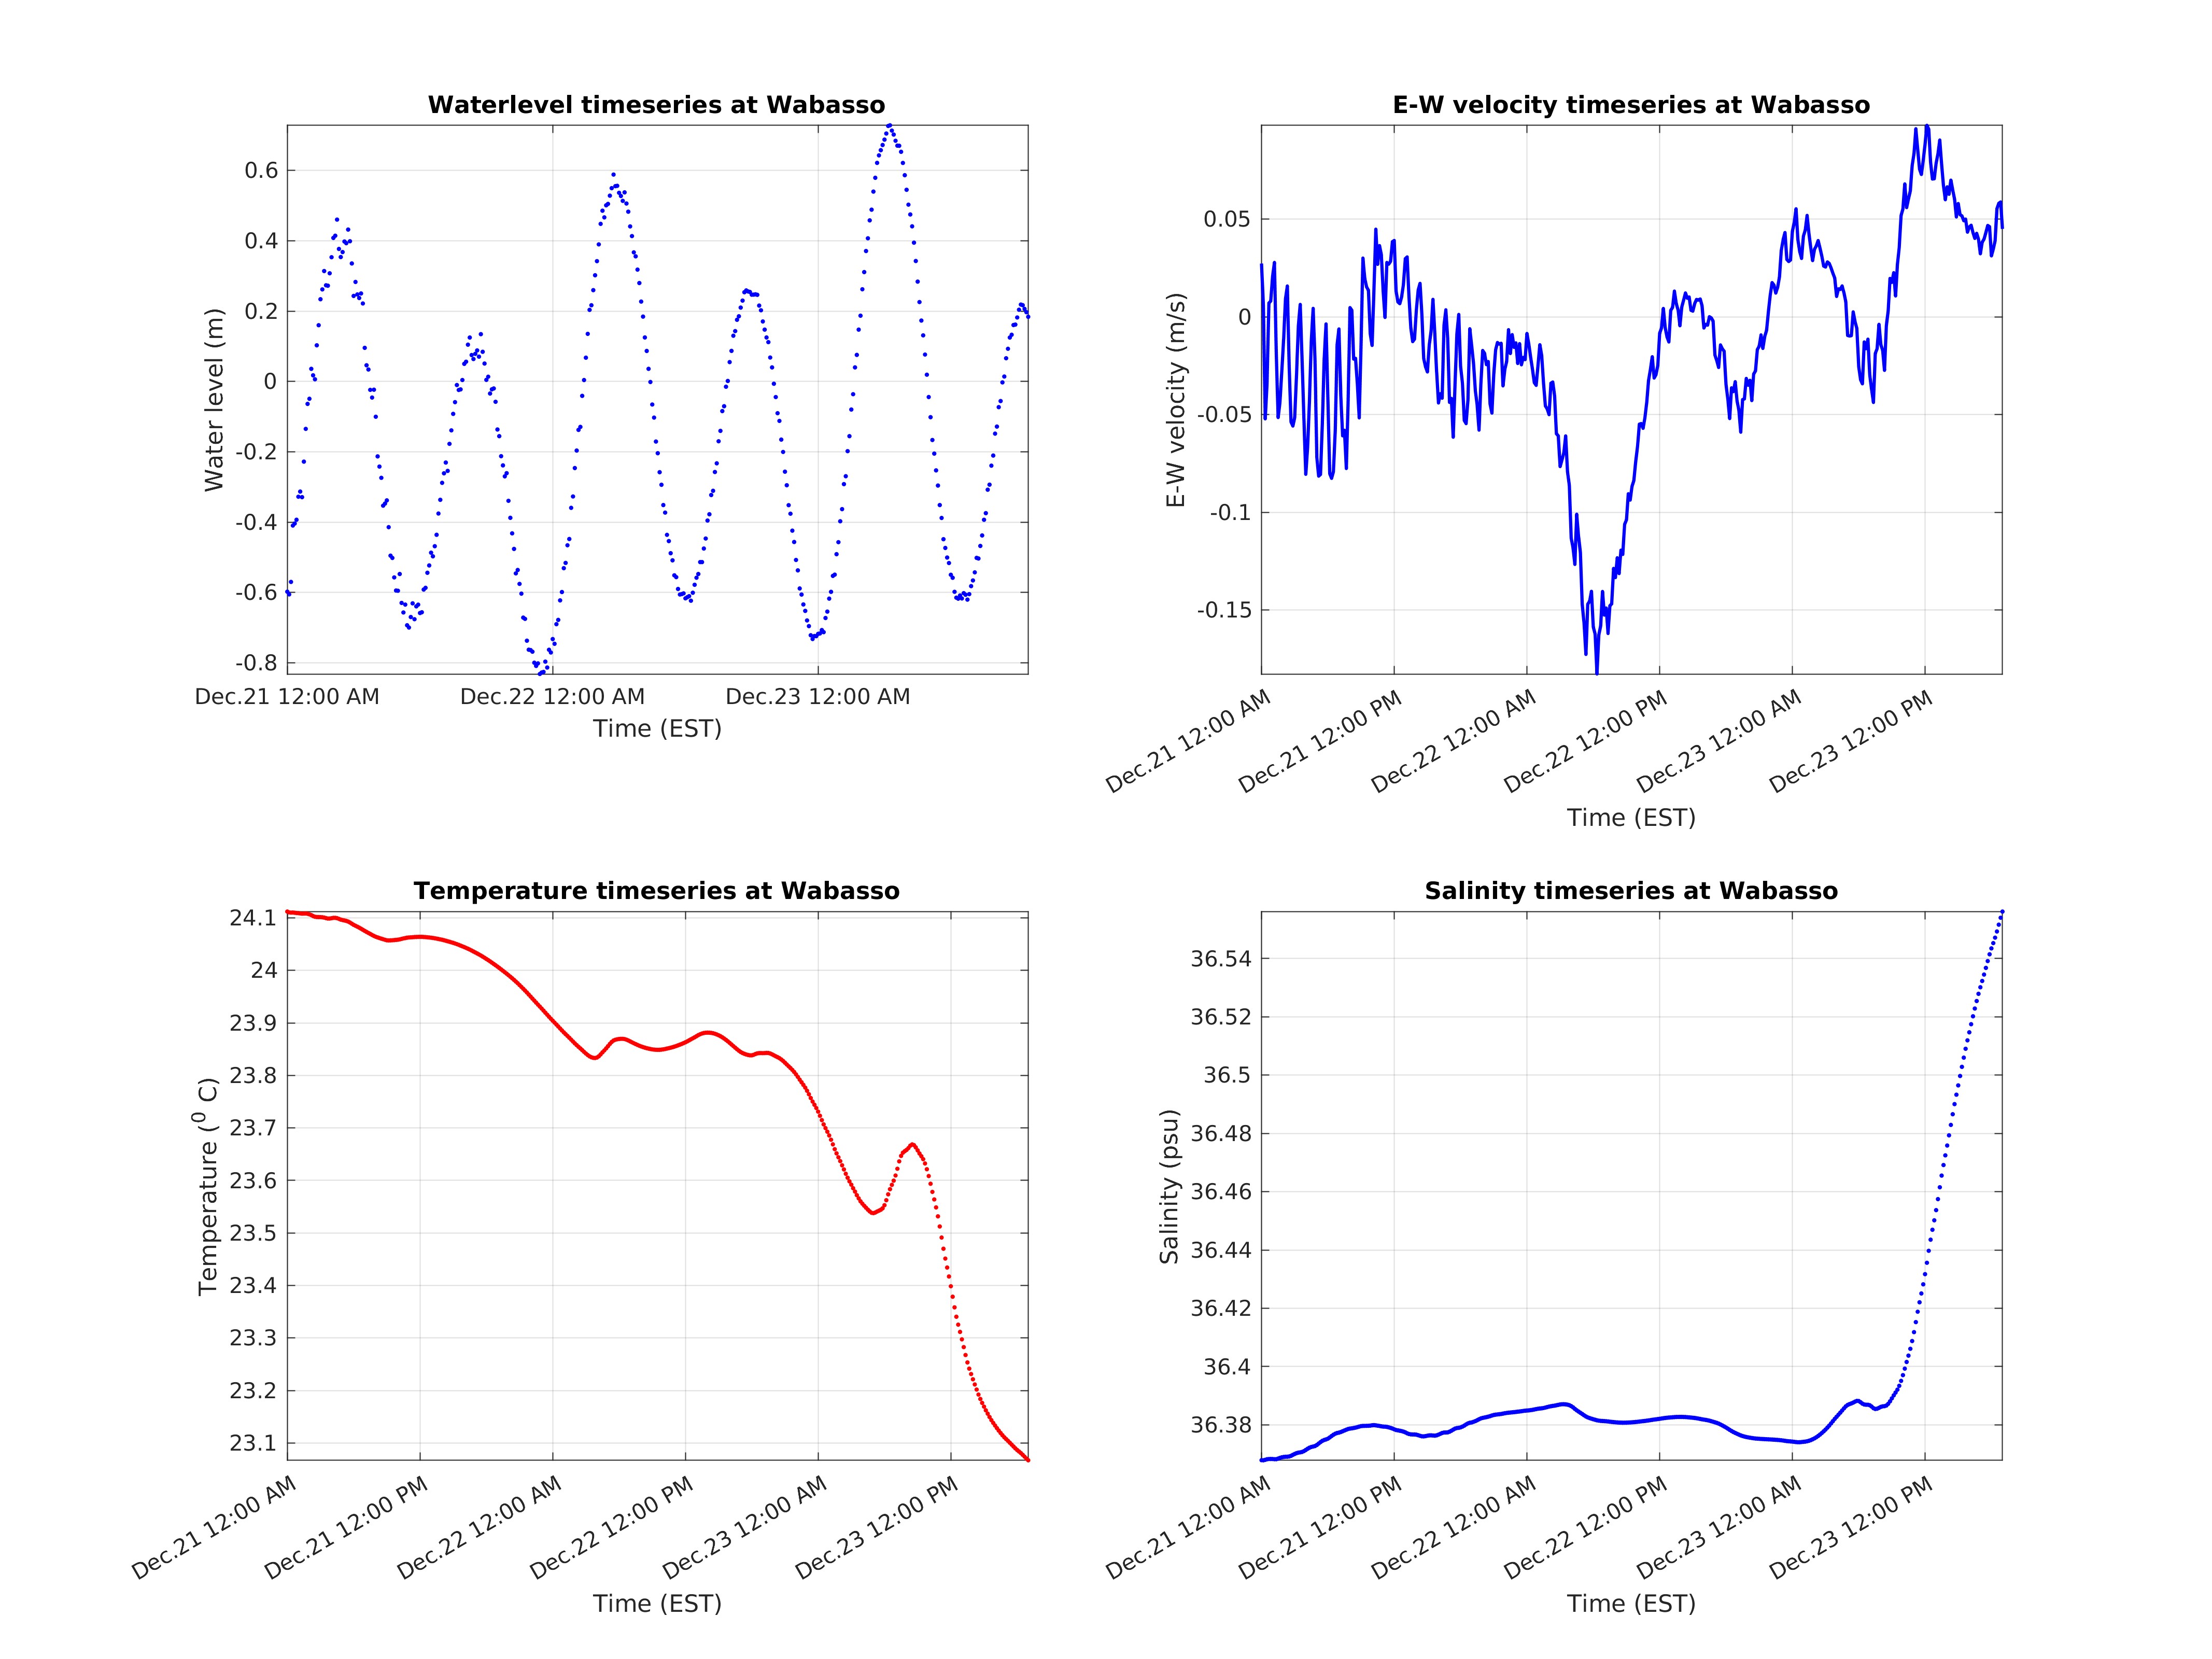 Waterlevel timeseries at Wabasso
0.6
0.4
0.2
0
-0.2
-0.4
-0.6
-0.8
Water level (m)
Dec.21 12:00 AM
Dec.22 12:00 AM
Dec.23 12:00 AM
Time (EST)
E-W velocity timeseries at Wabasso
0.05
0
-0.05
-0.1
-0.15
E-W velocity (m/s)
Dec.21 12:00 AM
Dec.21 12:00 PM
Dec.22 12:00 AM
Dec.22 12:00 PM
Dec.23 12:00 AM
Dec.23 12:00 PM
Time (EST)
Temperature timeseries at Wabasso
24.1
24
23.9
23.8
23.7
23.6
23.5
23.4
23.3
23.2
23.1
Temperature (⁰ C)
Dec.21 12:00 AM
Dec.21 12:00 PM
Dec.22 12:00 AM
Dec.22 12:00 PM
Dec.23 12:00 AM
Dec.23 12:00 PM
Time (EST)
Salinity timeseries at Wabasso
36.54
36.52
36.5
36.48
36.46
36.44
36.42
36.4
36.38
Salinity (psu)
Dec.21 12:00 AM
Dec.21 12:00 PM
Dec.22 12:00 AM
Dec.22 12:00 PM
Dec.23 12:00 AM
Dec.23 12:00 PM
Time (EST)